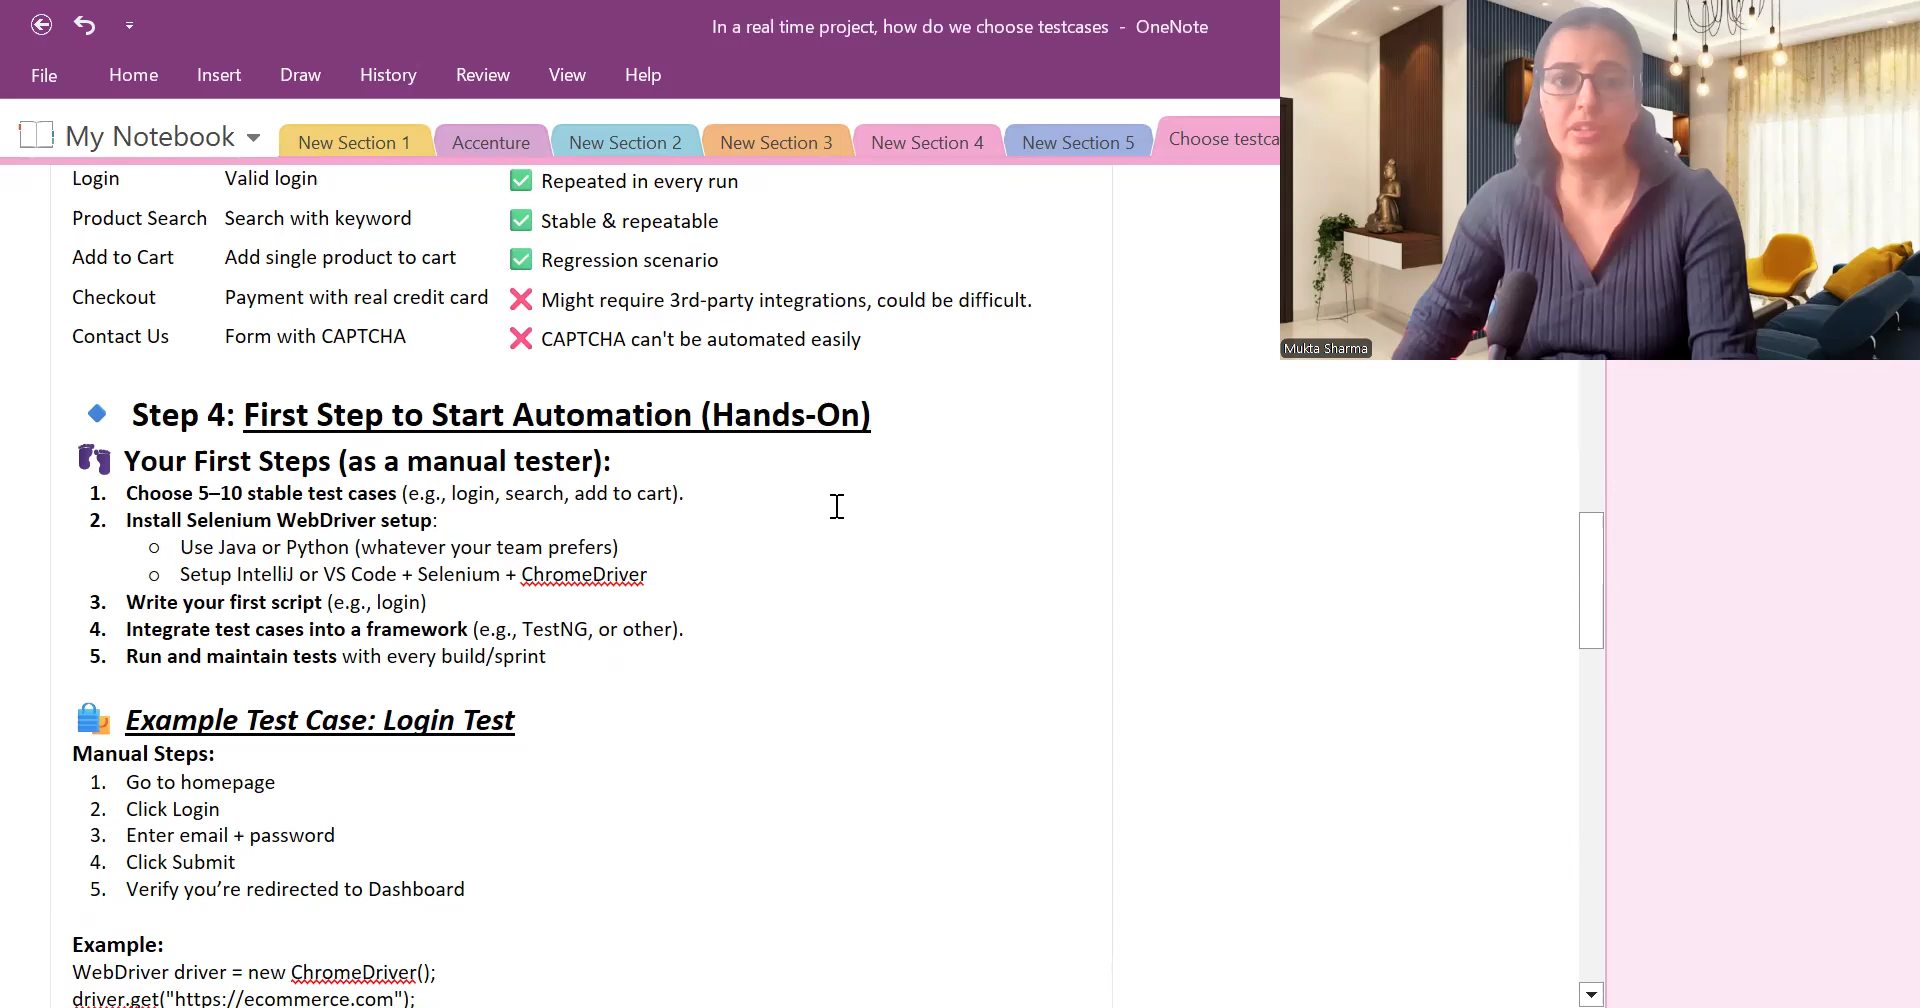 In a real time project, how do we choose testcases - OneNote
File Home Insert Draw History Review View Help
My Notebook New Section 1 Accenture New Section 2 New Section 3 New Section 4 New Section 5 Choose testca
Login Valid login ✅ Repeated in every run
Product Search Search with keyword ✅ Stable & repeatable
Add to Cart Add single product to cart ✅ Regression scenario
Checkout Payment with real credit card ❌ Might require 3rd-party integrations, could be difficult.
Contact Us Form with CAPTCHA ❌ CAPTCHA can't be automated easily
Mukta Sharma
Step 4: First Step to Start Automation (Hands-On)
Your First Steps (as a manual tester):
1. Choose 5–10 stable test cases (e.g., login, search, add to cart).
2. Install Selenium WebDriver setup:
○ Use Java or Python (whatever your team prefers)
○ Setup IntelliJ or VS Code + Selenium + ChromeDriver
3. Write your first script (e.g., login)
4. Integrate test cases into a framework (e.g., TestNG, or other).
5. Run and maintain tests with every build/sprint
Example Test Case: Login Test
Manual Steps:
1. Go to homepage
2. Click Login
3. Enter email + password
4. Click Submit
5. Verify you’re redirected to Dashboard
Example:
WebDriver driver = new ChromeDriver();
driver.get("https://ecommerce.com");